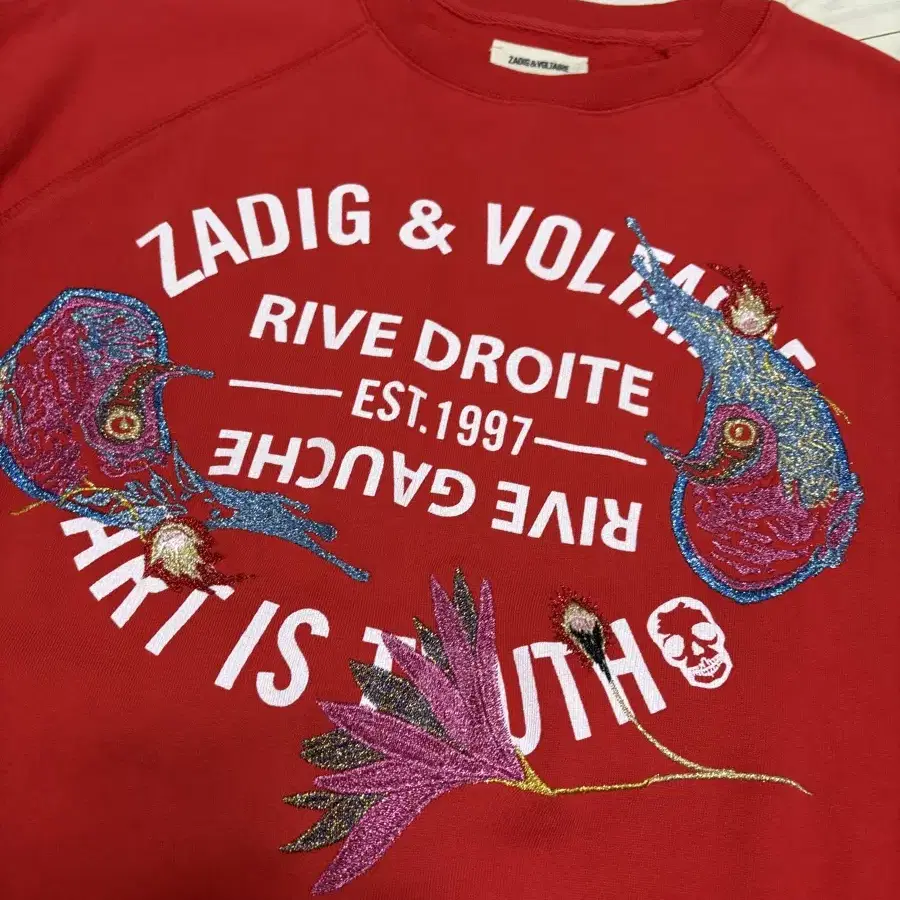 ZADIG & VOLTAIRE
ZADIG & VOLTAIRE
RIVE DROITE
EST.1997
RIVE GAUCHE
ART IS TRUTH